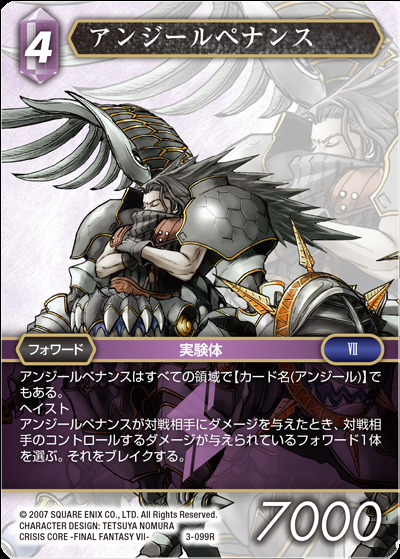 4
アンジールペナンス
フォワード
実験体
VII
アンジールペナンスはすべての領域で【カード名(アンジール)】で
もある。
ヘイスト
アンジールペナンスが対戦相手にダメージを与えたとき、対戦相
手のコントロールするダメージが与えられているフォワード1体
を選ぶ。それをブレイクする。
© 2007 SQUARE ENIX CO., LTD. All Rights Reserved.
CHARACTER DESIGN: TETSUYA NOMURA
CRISIS CORE -FINAL FANTASY VII-
3-099R
7000